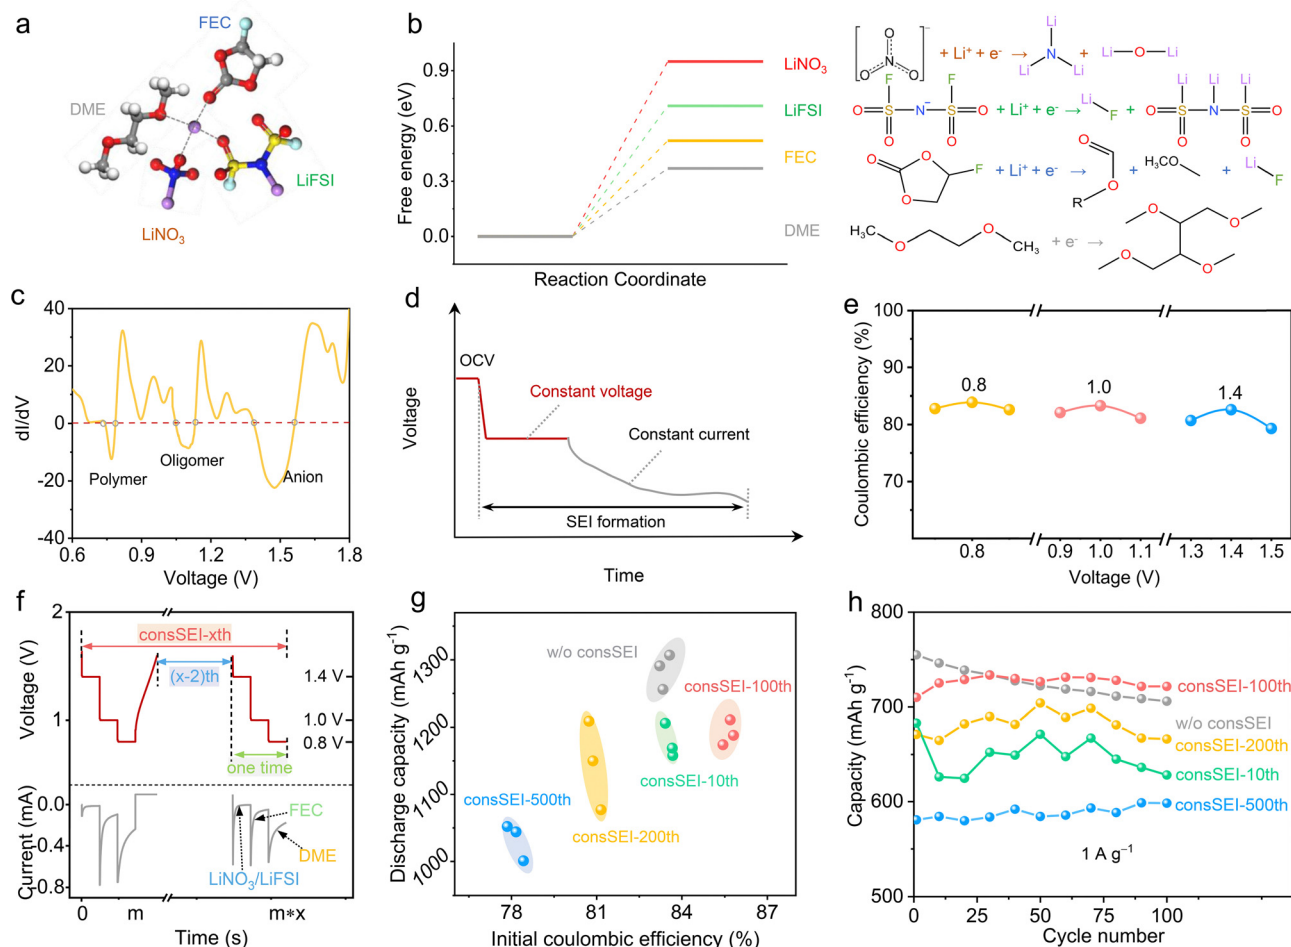 a
FEC
DME
LiFSI
LiNO₃
b
Free energy (eV)
0.9
0.6
0.3
0.0
Reaction Coordinate
LiNO₃
LiFSI
FEC
DME
O
O N O
- + Li⁺ + e⁻ → Li N Li Li + Li O Li
F F
O S N⁻ S O
O O
+ Li⁺ + e⁻ → Li F + Li Li Li
O S N S O
O O
O O O F + Li⁺ + e⁻ → O O R + H₃CO + Li F
H₃C O O CH₃ + e⁻ → O O O O
c
dI/dV
40
20
0
-20
-40
Polymer
Oligomer
Anion
0.6 0.9 1.2 1.5 1.8
Voltage (V)
d
Voltage
OCV
Constant voltage
Constant current
SEI formation
Time
e
Coulombic efficiency (%)
100
90
80
70
0.8
1.0
1.4
0.8 0.9 1.0 1.1 1.3 1.4 1.5
Voltage (V)
f
Voltage (V)
2
1
consSEI-xth
(x-2)th
1.4 V
1.0 V
0.8 V
one time
Current (mA)
0.0
-0.4
-0.8
FEC
DME
LiNO₃/LiFSI
0 m m*x
Time (s)
g
Discharge capacity (mAh g⁻¹)
1300
1200
1100
1000
w/o consSEI
consSEI-100th
consSEI-10th
consSEI-500th
consSEI-200th
78 81 84 87
Initial coulombic efficiency (%)
h
Capacity (mAh g⁻¹)
800
700
600
500
consSEI-100th
w/o consSEI
consSEI-200th
consSEI-10th
consSEI-500th
1 A g⁻¹
0 25 50 75 100
Cycle number